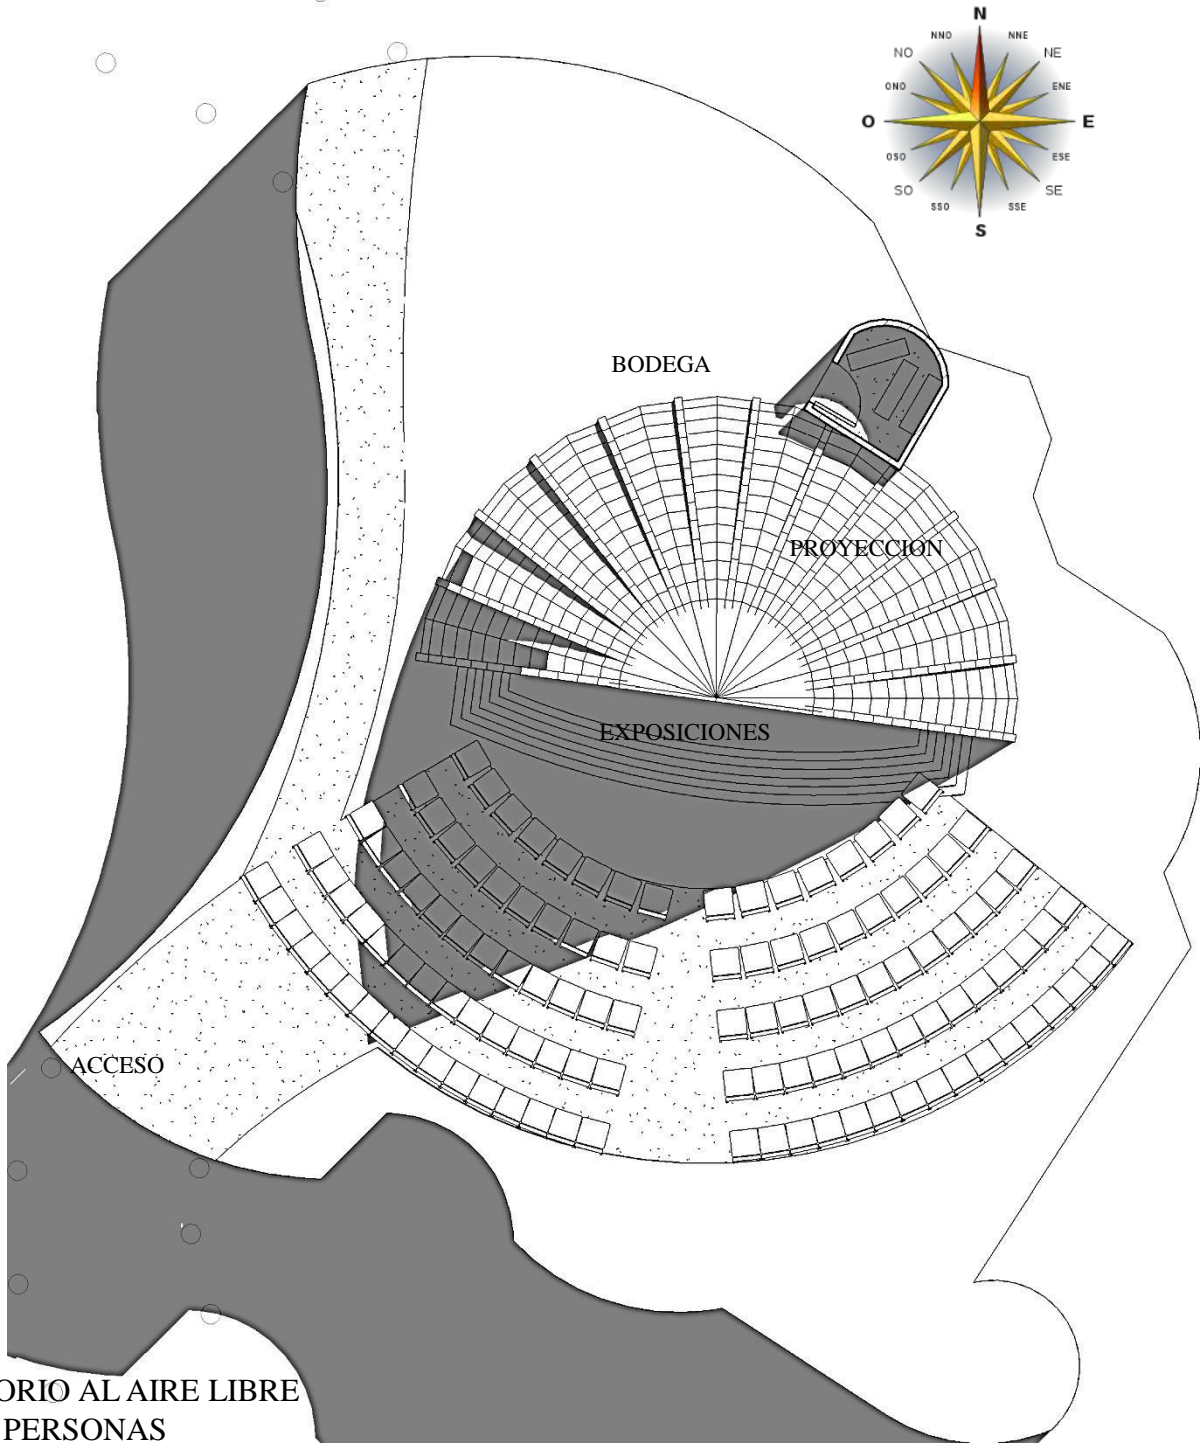 N
NNO
NNE
NO
NE
ONO
ENE
O
E
OSO
ESE
SO
SE
SSO
SSE
S
BODEGA
PROYECCION
EXPOSICIONES
ACCESO
ORIO AL AIRE LIBRE
PERSONAS